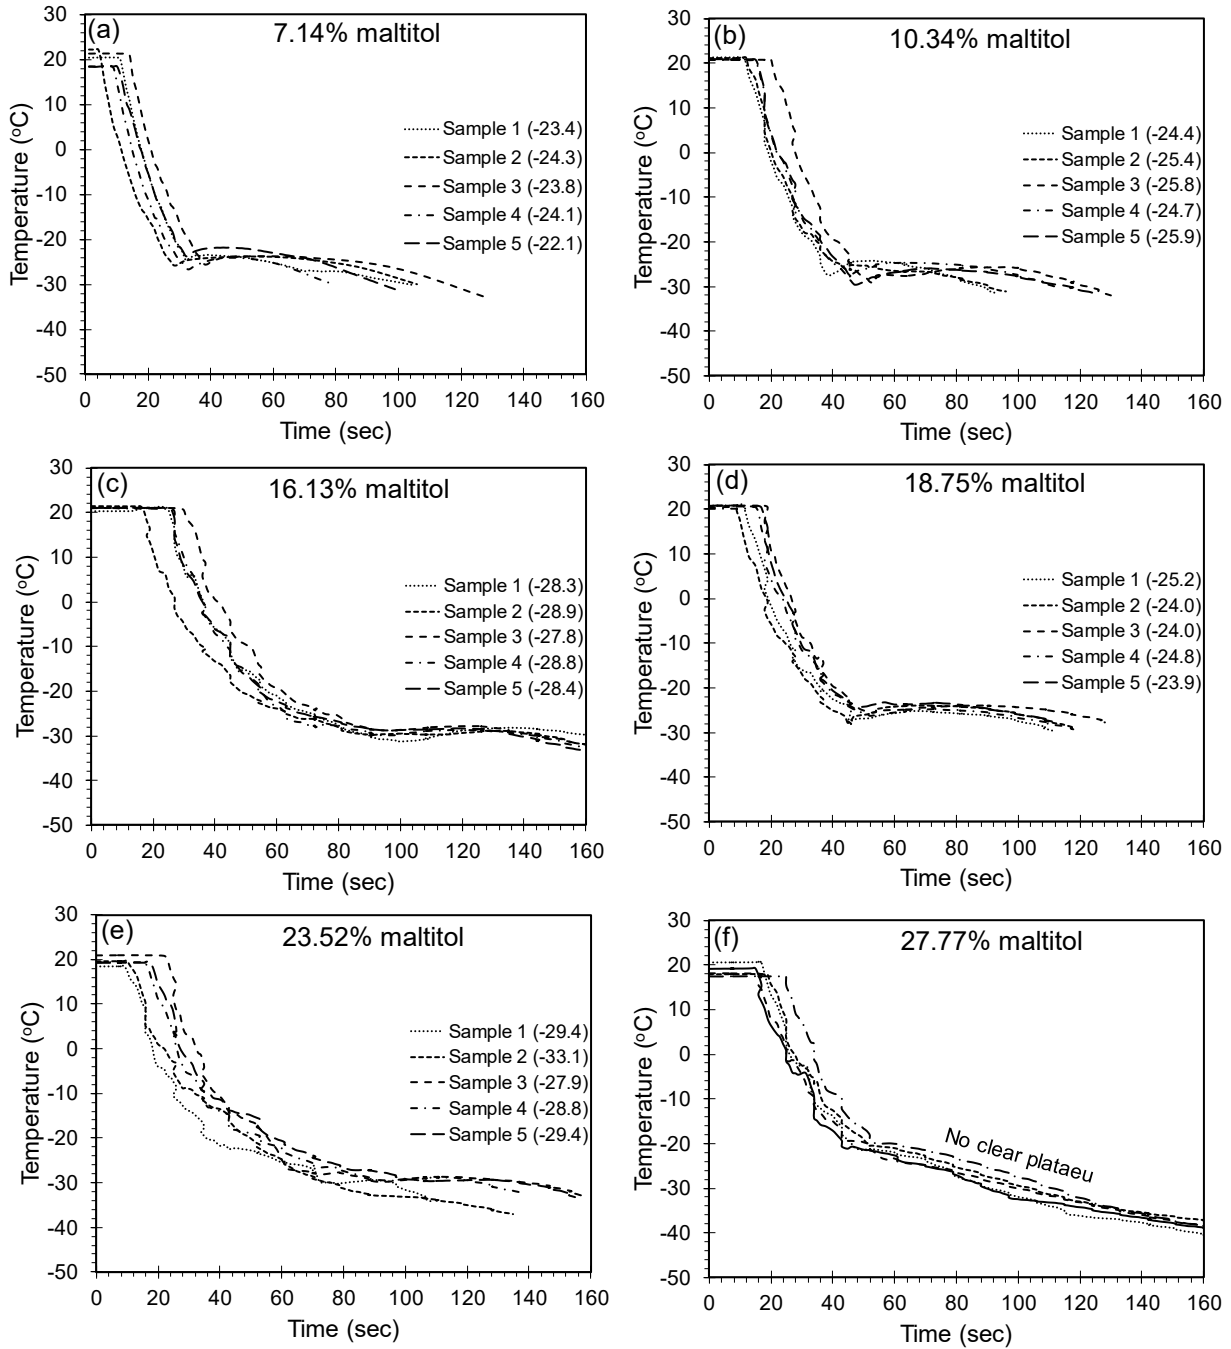 (a)
7.14% maltitol
30
20
10
0
-10
-20
-30
-40
-50
Temperature (oC)
Sample 1 (-23.4)
Sample 2 (-24.3)
Sample 3 (-23.8)
Sample 4 (-24.1)
Sample 5 (-22.1)
0 20 40 60 80 100 120 140 160
Time (sec)
(b)
10.34% maltitol
30
20
10
0
-10
-20
-30
-40
-50
Temperature (oC)
Sample 1 (-24.4)
Sample 2 (-25.4)
Sample 3 (-25.8)
Sample 4 (-24.7)
Sample 5 (-25.9)
0 20 40 60 80 100 120 140 160
Time (sec)
(c)
16.13% maltitol
30
20
10
0
-10
-20
-30
-40
-50
Temperature (oC)
Sample 1 (-28.3)
Sample 2 (-28.9)
Sample 3 (-27.8)
Sample 4 (-28.8)
Sample 5 (-28.4)
0 20 40 60 80 100 120 140 160
Time (sec)
(d)
18.75% maltitol
30
20
10
0
-10
-20
-30
-40
-50
Temperature (oC)
Sample 1 (-25.2)
Sample 2 (-24.0)
Sample 3 (-24.0)
Sample 4 (-24.8)
Sample 5 (-23.9)
0 20 40 60 80 100 120 140 160
Time (sec)
(e)
23.52% maltitol
30
20
10
0
-10
-20
-30
-40
-50
Temperature (oC)
Sample 1 (-29.4)
Sample 2 (-33.1)
Sample 3 (-27.9)
Sample 4 (-28.8)
Sample 5 (-29.4)
0 20 40 60 80 100 120 140 160
Time (sec)
(f)
27.77% maltitol
30
20
10
0
-10
-20
-30
-40
-50
Temperature (oC)
No clear plataeu
0 20 40 60 80 100 120 140 160
Time (sec)